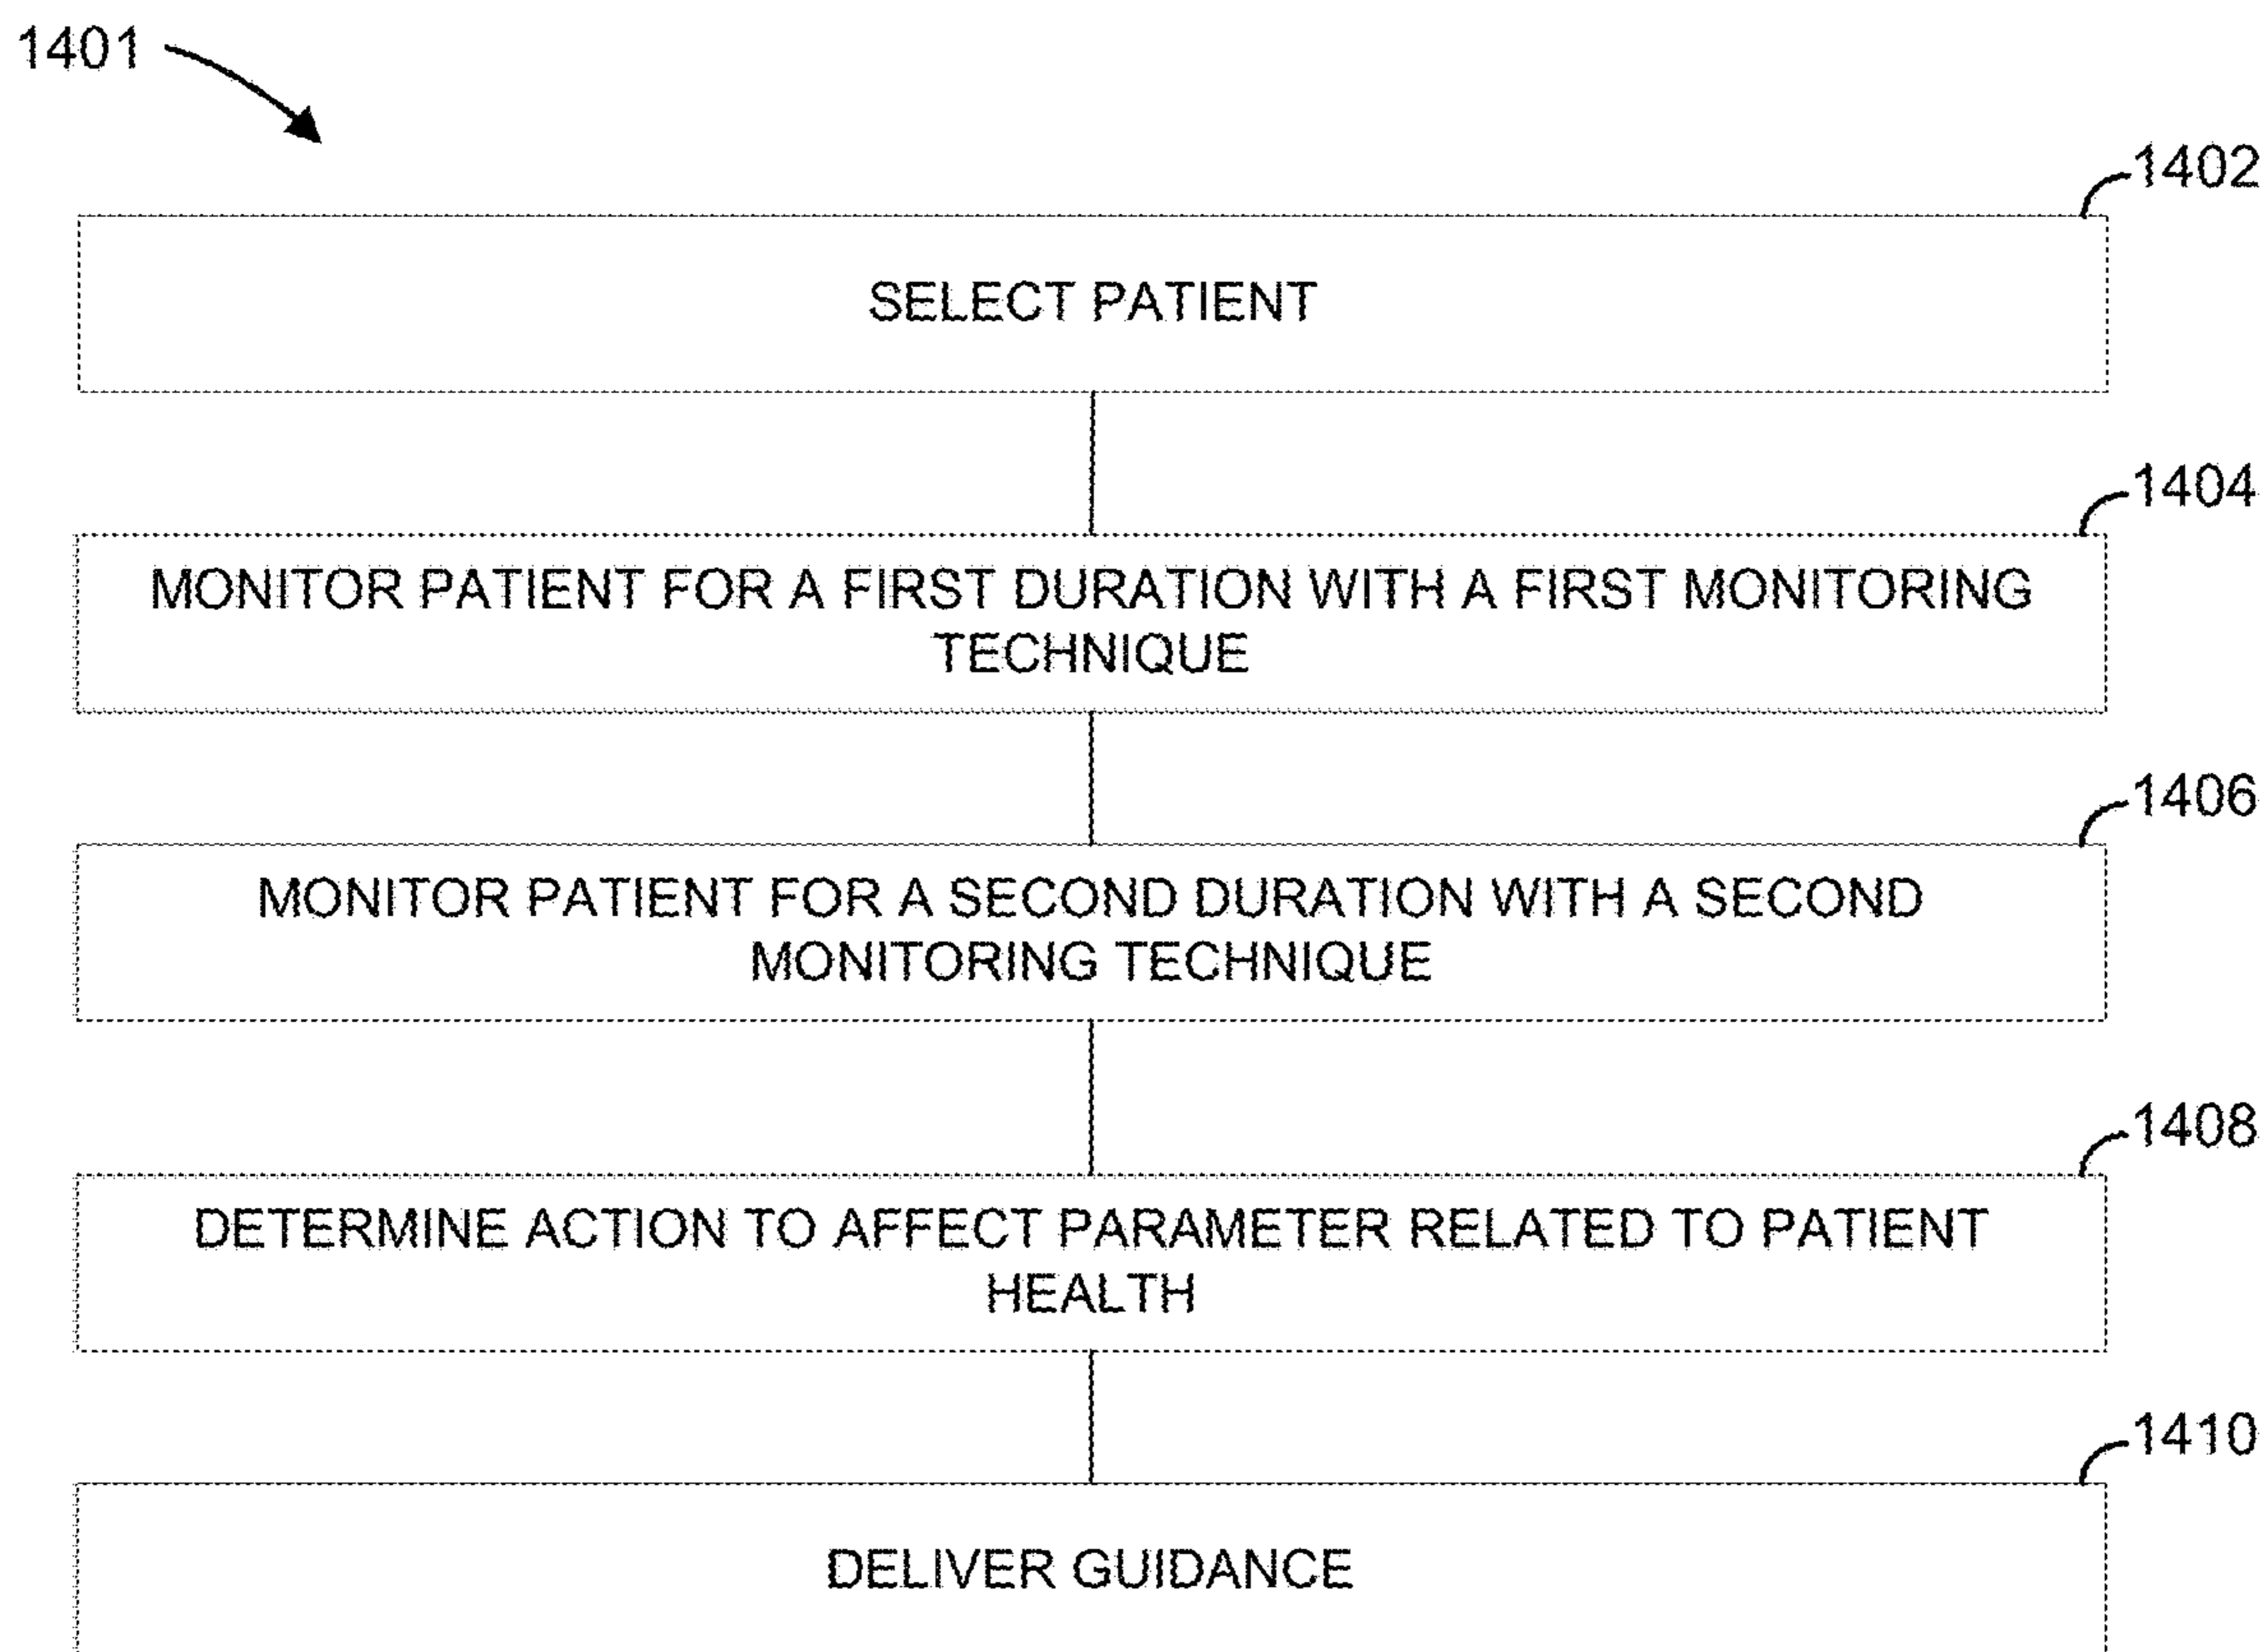 1401
1402
SELECT PATIENT
1404
MONITOR PATIENT FOR A FIRST DURATION WITH A FIRST MONITORING
TECHNIQUE
1406
MONITOR PATIENT FOR A SECOND DURATION WITH A SECOND
MONITORING TECHNIQUE
1408
DETERMINE ACTION TO AFFECT PARAMETER RELATED TO PATIENT
HEALTH
1410
DELIVER GUIDANCE